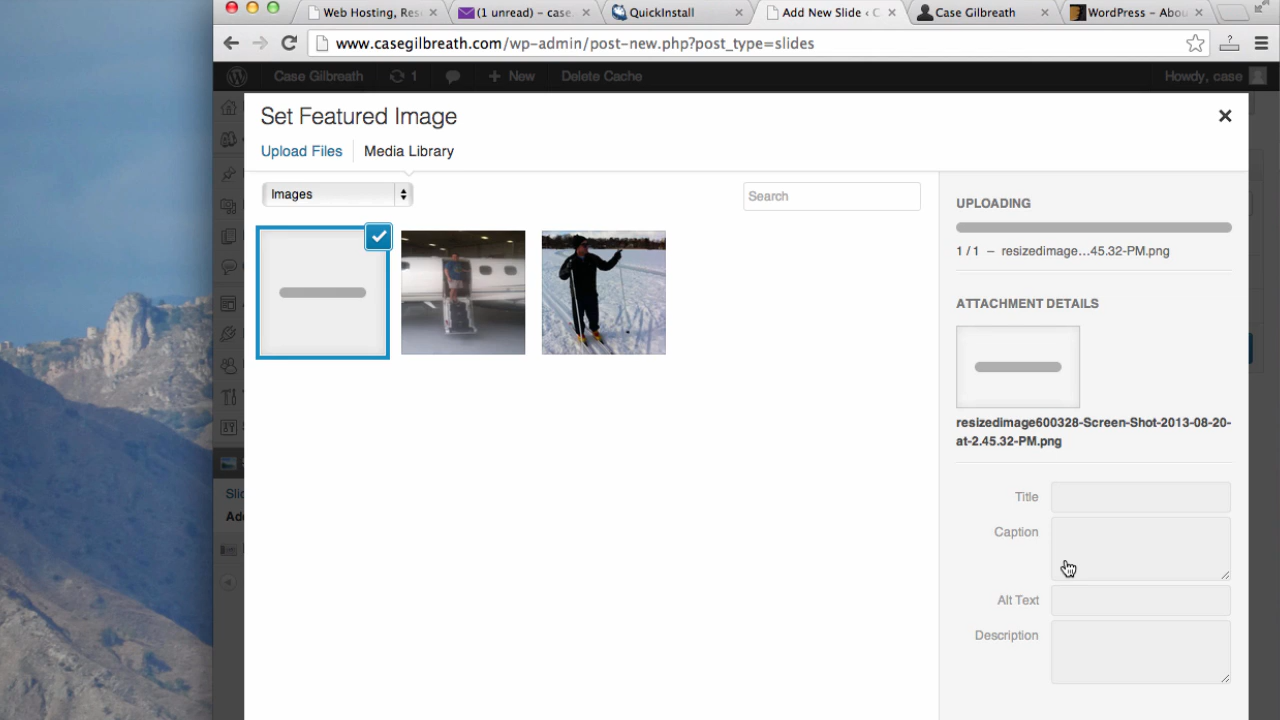 Web Hosting, Res
(1 unread) – case
QuickInstall
Add New Slide ‹ C
Case Gilbreath
WordPress – Abou
www.casegilbreath.com/wp-admin/post-new.php?post_type=slides
Case Gilbreath
1
New
Delete Cache
Howdy, case
Set Featured Image
Upload Files
Media Library
Images
Search
UPLOADING
1 / 1 – resizedimage…45.32-PM.png
ATTACHMENT DETAILS
resizedimage600328-Screen-Shot-2013-08-20-
at-2.45.32-PM.png
Title
Caption
Alt Text
Description
Slid
Ad